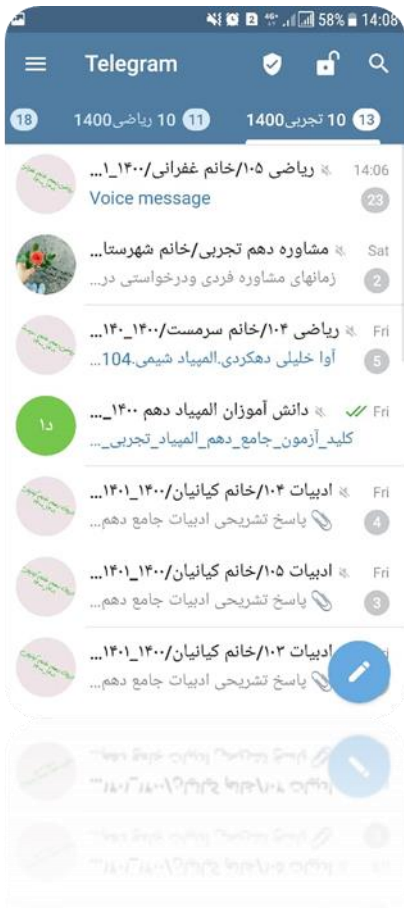 58% 14:08
Telegram
18 10 ریاضی1400 11 10 تجربی1400 13
ریاضی ۱۰۵/خانم غفرانی/۱۴۰۰_۱... 14:06
Voice message 23
مشاوره دهم تجربی/خانم شهرستا... Sat
زمانهای مشاوره فردی ودرخواستی در... 2
ریاضی ۱۰۴/خانم سرمست/۱۴۰۰_۱۴۰... Fri
آوا خلیلی دهکردی.المپیاد شیمی.104... 5
دا
دانش آموزان المپیاد دهم ۱۴۰۰_... Fri
کلید_آزمون_جامع_دهم_المپیاد_تجربی_...
ادبیات ۱۰۴/خانم کیانیان/۱۴۰۰_۱۴۰۱... Fri
پاسخ تشریحی ادبیات جامع دهم... 4
ادبیات ۱۰۵/خانم کیانیان/۱۴۰۰_۱۴۰۱... Fri
پاسخ تشریحی ادبیات جامع دهم... 3
ادبیات ۱۰۳/خانم کیانیان/۱۴۰۰_۱۴۰۱...
پاسخ تشریحی ادبیات جامع دهم...